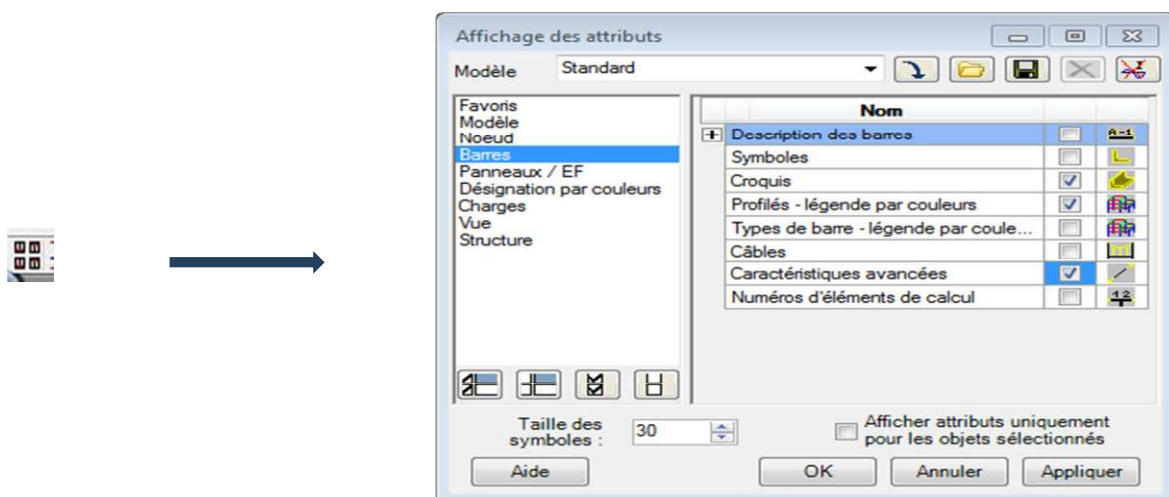 Affichage des attributs
Modèle
Standard
Favoris
Modèle
Noeud
Barres
Panneaux / EF
Désignation par couleurs
Charges
Vue
Structure
Nom
Description des barres
Symboles
Croquis
Profilés - légende par couleurs
Types de barre - légende par coule...
Câbles
Caractéristiques avancées
Numéros d'éléments de calcul
Taille des
symboles :
30
Afficher attributs uniquement
pour les objets sélectionnés
Aide
OK
Annuler
Appliquer